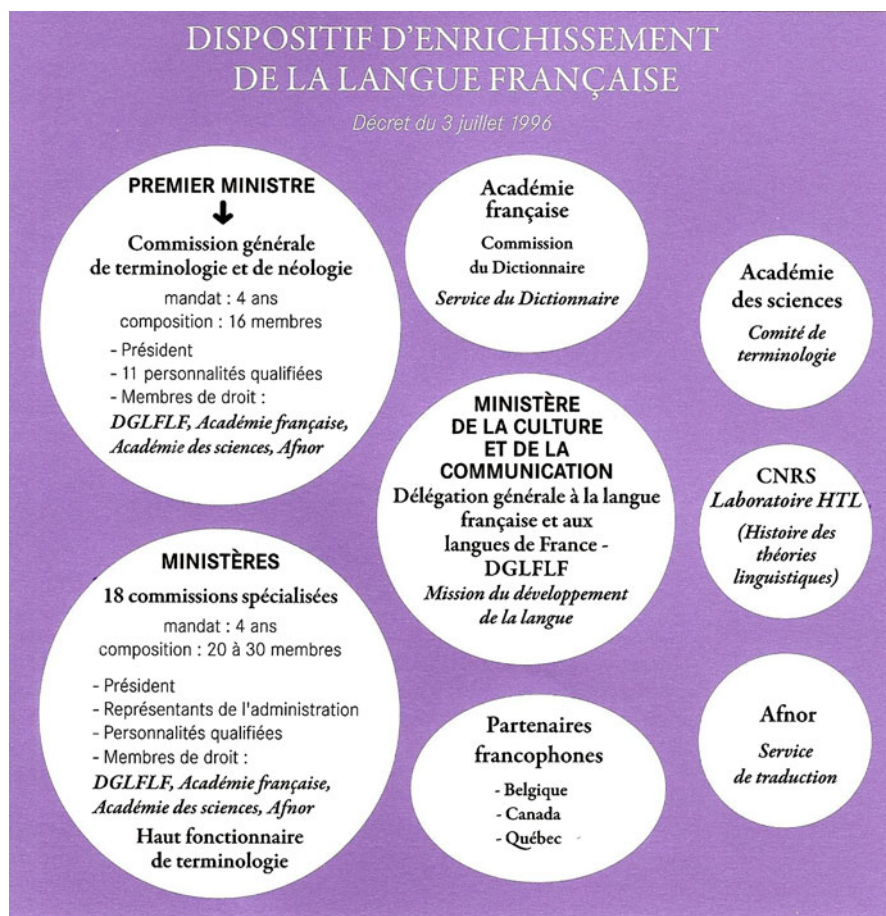 DISPOSITIF D'ENRICHISSEMENT
DE LA LANGUE FRANÇAISE
Décret du 3 juillet 1996
PREMIER MINISTRE
Commission générale
de terminologie et de néologie
mandat : 4 ans
composition : 16 membres
- Président
- 11 personnalités qualifiées
- Membres de droit :
DGLFLF, Académie française,
Académie des sciences, Afnor
Académie
française
Commission
du Dictionnaire
Service du Dictionnaire
Académie
des sciences
Comité de
terminologie
MINISTÈRE
DE LA CULTURE
ET DE LA
COMMUNICATION
Délégation générale à la langue
française et aux
langues de France -
DGLFLF
Mission du développement
de la langue
CNRS
Laboratoire HTL
(Histoire des
théories
linguistiques)
MINISTÈRES
18 commissions spécialisées
mandat : 4 ans
composition : 20 à 30 membres
- Président
- Représentants de l'administration
- Personnalités qualifiées
- Membres de droit :
DGLFLF, Académie française,
Académie des sciences, Afnor
Haut fonctionnaire
de terminologie
Partenaires
francophones
- Belgique
- Canada
- Québec
Afnor
Service
de traduction